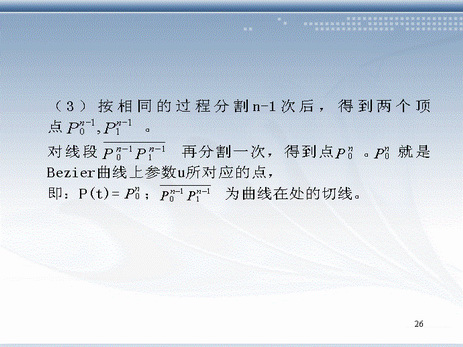 （3）按相同的过程分割n-1次后，得到两个顶
点 $P_0^{n-1}, P_1^{n-1}$ 。
对线段 $\overline{P_0^{n-1} P_1^{n-1}}$ 再分割一次，得到点 $P_0^n$ 。$P_0^n$ 就是
Bezier曲线上参数u所对应的点，
即：P(t)= $P_0^n$；$\overline{P_0^{n-1} P_1^{n-1}}$ 为曲线在处的切线。
26